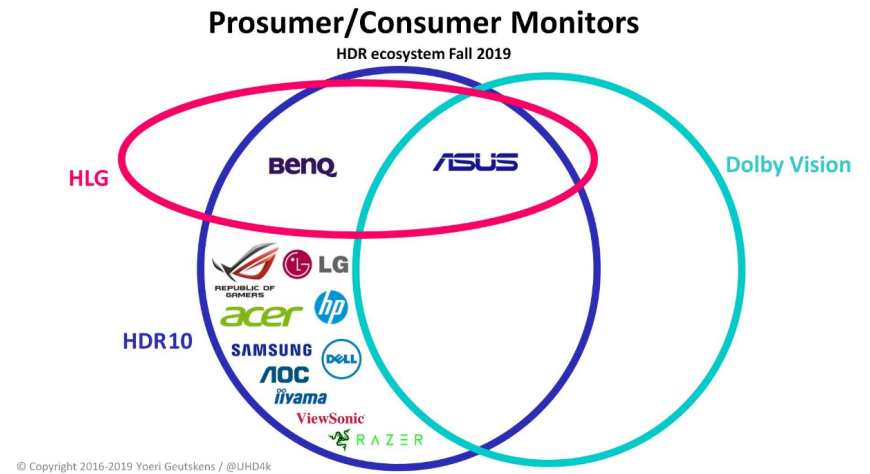 Prosumer/Consumer Monitors
HDR ecosystem Fall 2019
BenQ
ASUS
Dolby Vision
HLG
REPUBLIC OF
GAMERS
LG
LG
acer
hp
HDR10
SAMSUNG
DELL
AOC
iiyama
ViewSonic
RAZER
© Copyright 2016-2019 Yoeri Geutskens / @UHD4k